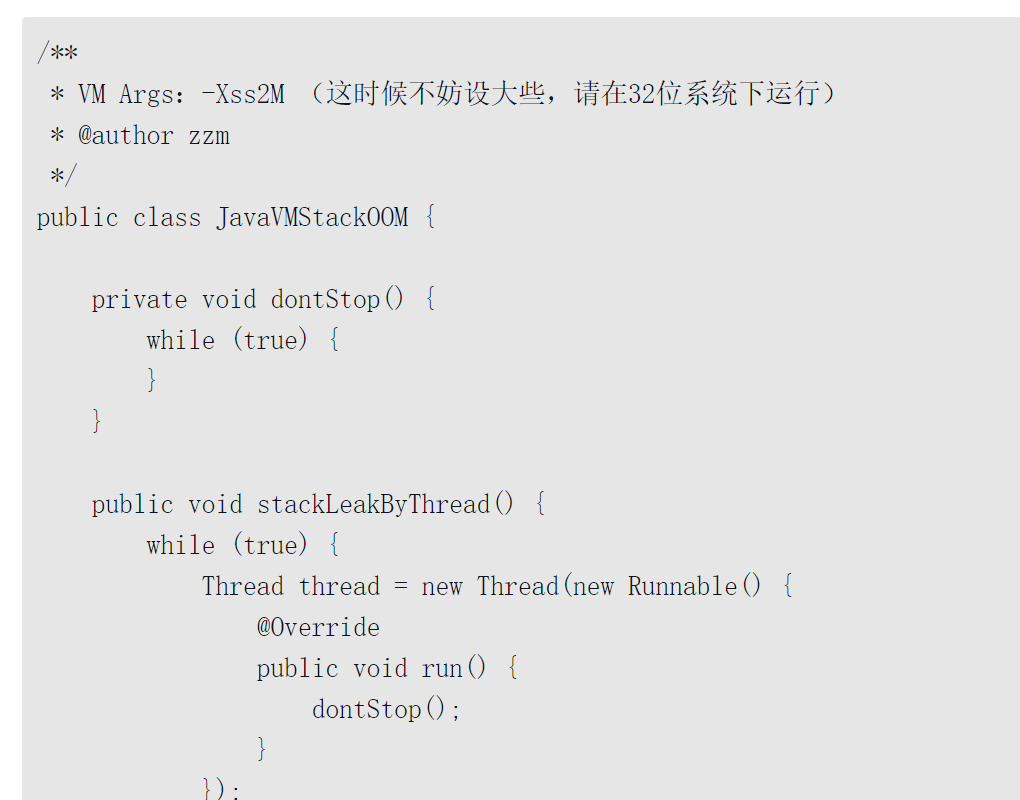 /**
 * VM Args：-Xss2M （这时候不妨设大些，请在32位系统下运行）
 * @author zzm
 */
public class JavaVMStackOOM {

    private void dontStop() {
        while (true) {
        }
    }

    public void stackLeakByThread() {
        while (true) {
            Thread thread = new Thread(new Runnable() {
                @Override
                public void run() {
                    dontStop();
                }
            });